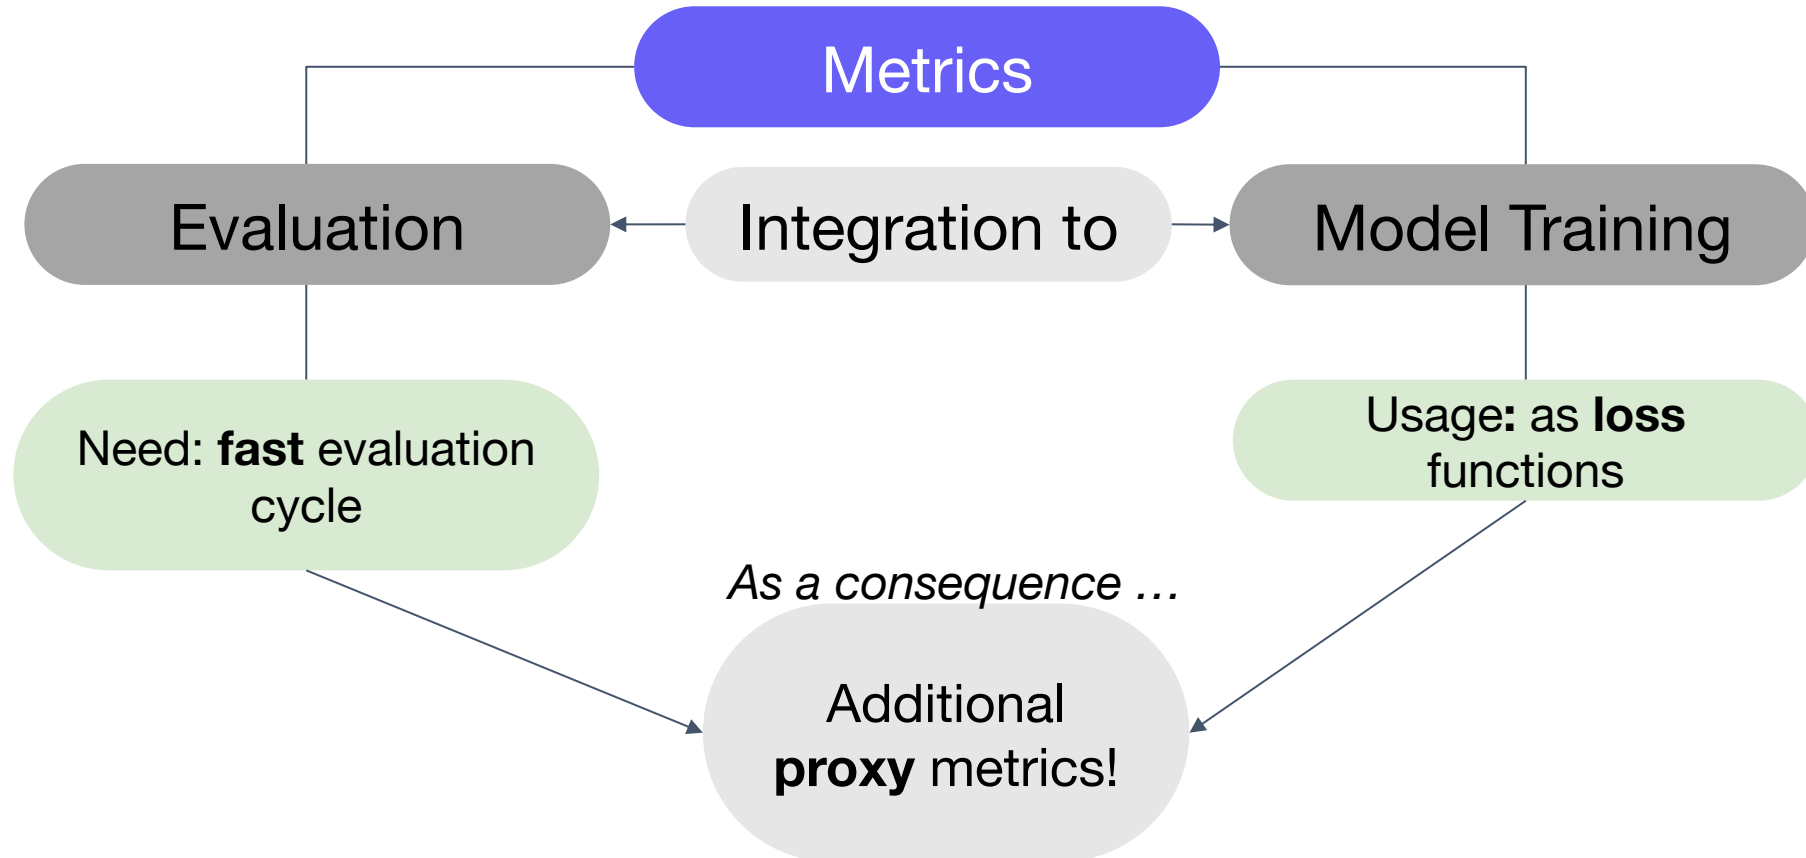 Metrics
Evaluation
Integration to
Model Training
Need: fast evaluation
cycle
Usage: as loss
functions
As a consequence …
Additional
proxy metrics!